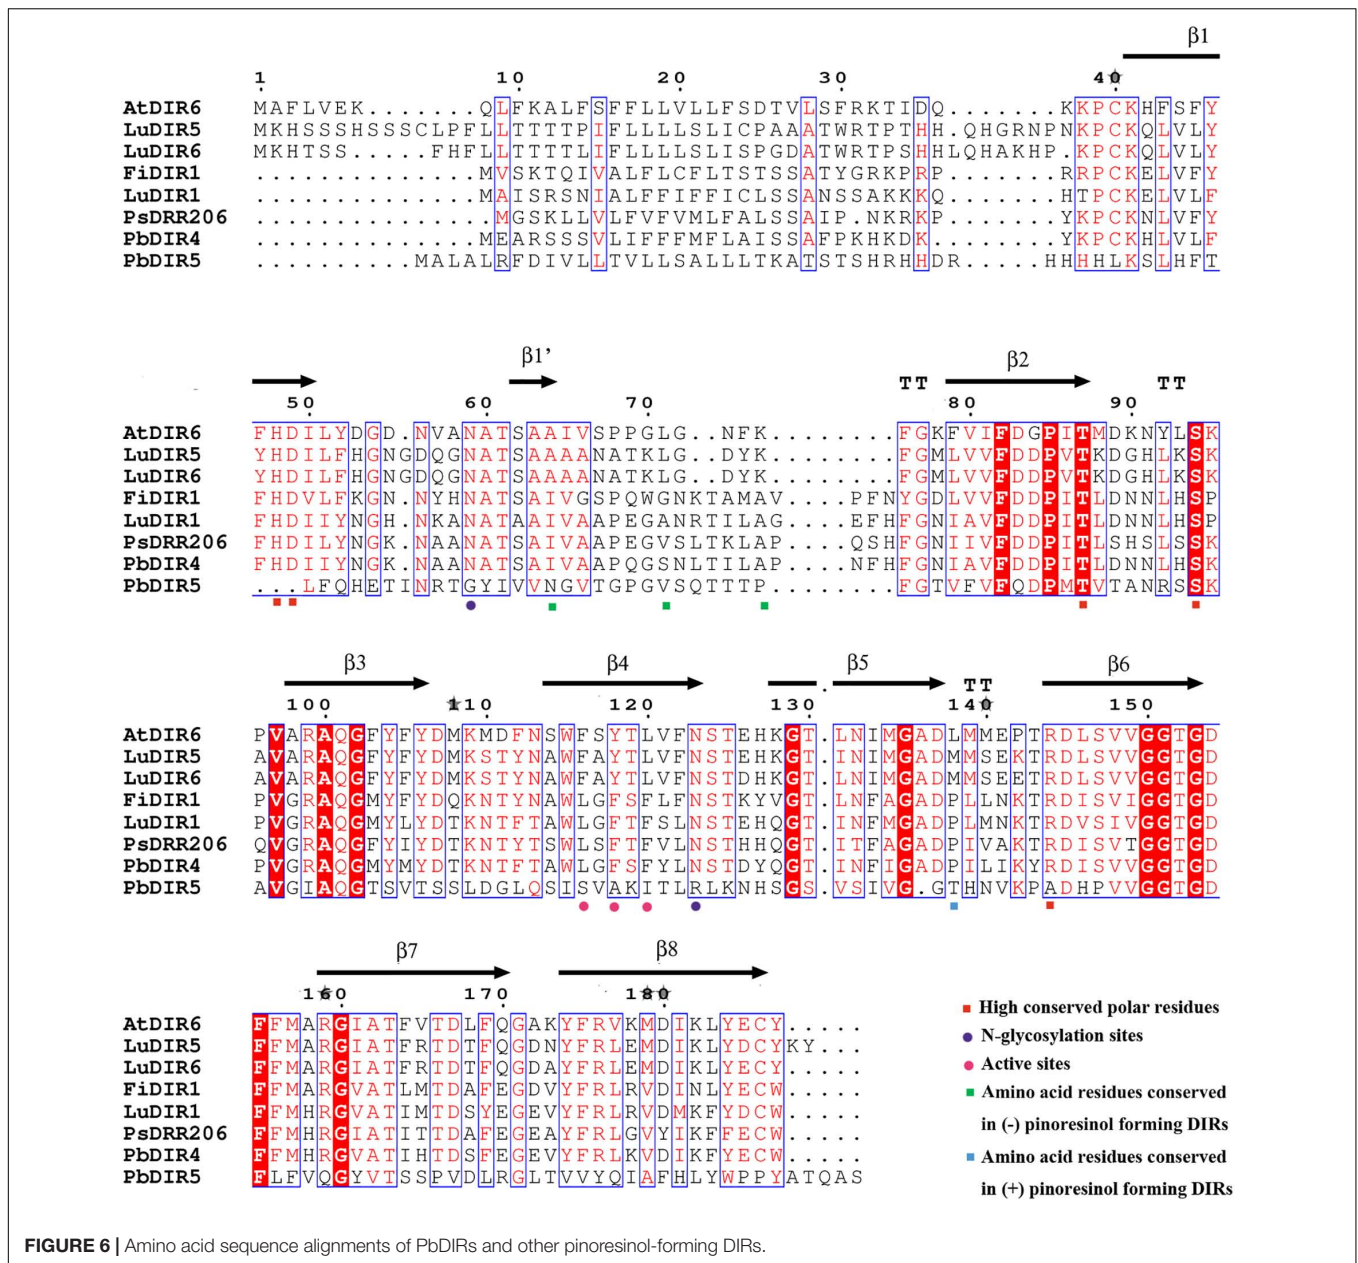 β1
1 10 20 30 40
AtDIR6 MAFLVEK.......QLFKALFSFFLLVLLFSDTVLSFRKTIDQ........KKPCKHFSFY
LuDIR5 MKHSSSHSSSCLPFLLTTTTPIFLLLLSLICPAAATWRTPTHH.QHGRNPNKPCKQLVLY
LuDIR6 MKHTSS.....FHFLLTTTTLIFLLLLSLISPGDATWRTPSHHLQHAKHP.KPCKQLVLY
FiDIR1 ..............MVSKTQIVALFLCFLTSTSSATYGRKPRP........RRPCKELVFY
LuDIR1 ..............MAISRSNIALFFIFFICLSSANSSAKKKQ........HTPCKKLVLF
PsDRR206 ...............MGSKLLVLFVFVMLFALSSAIP.NKRKP........YKPCKNLVFY
PbDIR4 ..............MEARSSSVLIFFFMFLAISSAFPKHKDK.........YKPCKHLVLF
PbDIR5 ..........MALALRFDIVLLTVLLSALLLTKATSTSHRHHDR......HHHHLKSLHFT
β1’ β2
TT TT
50 60 70 80 90
AtDIR6 FHDILYDGD.NVANATSAAIVSPPGLG..NFK........FGKFVIFDGPITMDKNYLSK
LuDIR5 YHDILFHGNGDQGNATSAAAANATKLG..DYK........FGMLVVFDDPVTKDGHLKSK
LuDIR6 YHDILYNGNGDQGNATSAAAANATKLG..DYK........FGMLVVFDDPVTKDGHLKSK
FiDIR1 FHDVLFKGN.NYHNATSAIVGSPQWGNKTAMAV....PFNYGDLVVFDDPITLDNNLHSP
LuDIR1 FHDIIYNGH.NKANATAAIVAAPEGANRTILAG....EFHFGNIAVFDDPITLDNNLHSP
PsDRR206 FHDILYNGK.NAANATSAIVAAPEGVSLTKLAP....QSHFGNIIVFDDPITLSHSLSSK
PbDIR4 FHDIIYNGK.NAANATSAIVAAPQGSNLTILAP....NFHFGNIAVFDDPITLDNNLHSK
PbDIR5 ...LFQHETINRTGYIVVNGVTGPGVSQTTTP........FGTVFVFQDPMTVTANRSSK
β3 β4 β5 β6
TT
100 110 120 130 140 150
AtDIR6 PVARAQGFYFYDMKMDFNSWFSYTLVFNSTEHKGT.LNIMGADLMMEPTRDLSVVGGTGD
LuDIR5 AVARAQGFYFYDMKSTYNAWFAYTLVFNSTEHKGT.INIMGADMMSEKTRDLSVVGGTGD
LuDIR6 AVARAQGFYFYDMKSTYNAWFAYTLVFNSTDHKGT.LNIMGADMMSEETRDLSVVGGTGD
FiDIR1 PVGRAQGMYFYDQKNTYNAWLGFSFLFNSTKYVGT.LNFAGADPLLNKTRDISVIGGTGD
LuDIR1 PVGRAQGMYLYDTKNTFTAWLGFTFSLNSTEHQGT.INFMGADPLMNKTRDVSIVGGTGD
PsDRR206 QVGRAQGFYIYDTKNTYTSWLSFTFVLNSTHHQGT.ITFAGADPIVAKTRDISVTGGTGD
PbDIR4 PVGRAQGMYMYDTKNTFTAWLGFSFYLNSTDYQGT.INFIGADPILIKYRDISVVGGTGD
PbDIR5 AVGIAQGTSVTSSLDGLQSISVAKITLRLKNHSGS.VSIVG.GTHNVKPADHPVVGGTGD
β7 β8
160 170 180
AtDIR6 FFMARGIATFVTDLFQGAKYFRVKMDIKLYECY.....
LuDIR5 FFMARGIATFRTDTFQGDNYFRLEMDIKLYDCYKY...
LuDIR6 FFMARGIATFRTDTFQGDAYFRLEMDIKLYECY.....
FiDIR1 FFMARGVATLMTDAFEGDVYFRLRVDINLYECW.....
LuDIR1 FFMHRGVATIMTDSYEGEVYFRLRVDMKFYDCW.....
PsDRR206 FFMHRGIATITTDAFEGEAYFRLGVYIKFFECW.....
PbDIR4 FFMHRGVATIHTDSFEGEVYFRLKVDIKFYECW.....
PbDIR5 FLFVQGYVTSSPVDLRGLTVVYQIAFHLYWPPYATQAS
High conserved polar residues
N-glycosylation sites
Active sites
Amino acid residues conserved
in (-) pinoresinol forming DIRs
Amino acid residues conserved
in (+) pinoresinol forming DIRs
FIGURE 6 | Amino acid sequence alignments of PbDIRs and other pinoresinol-forming DIRs.